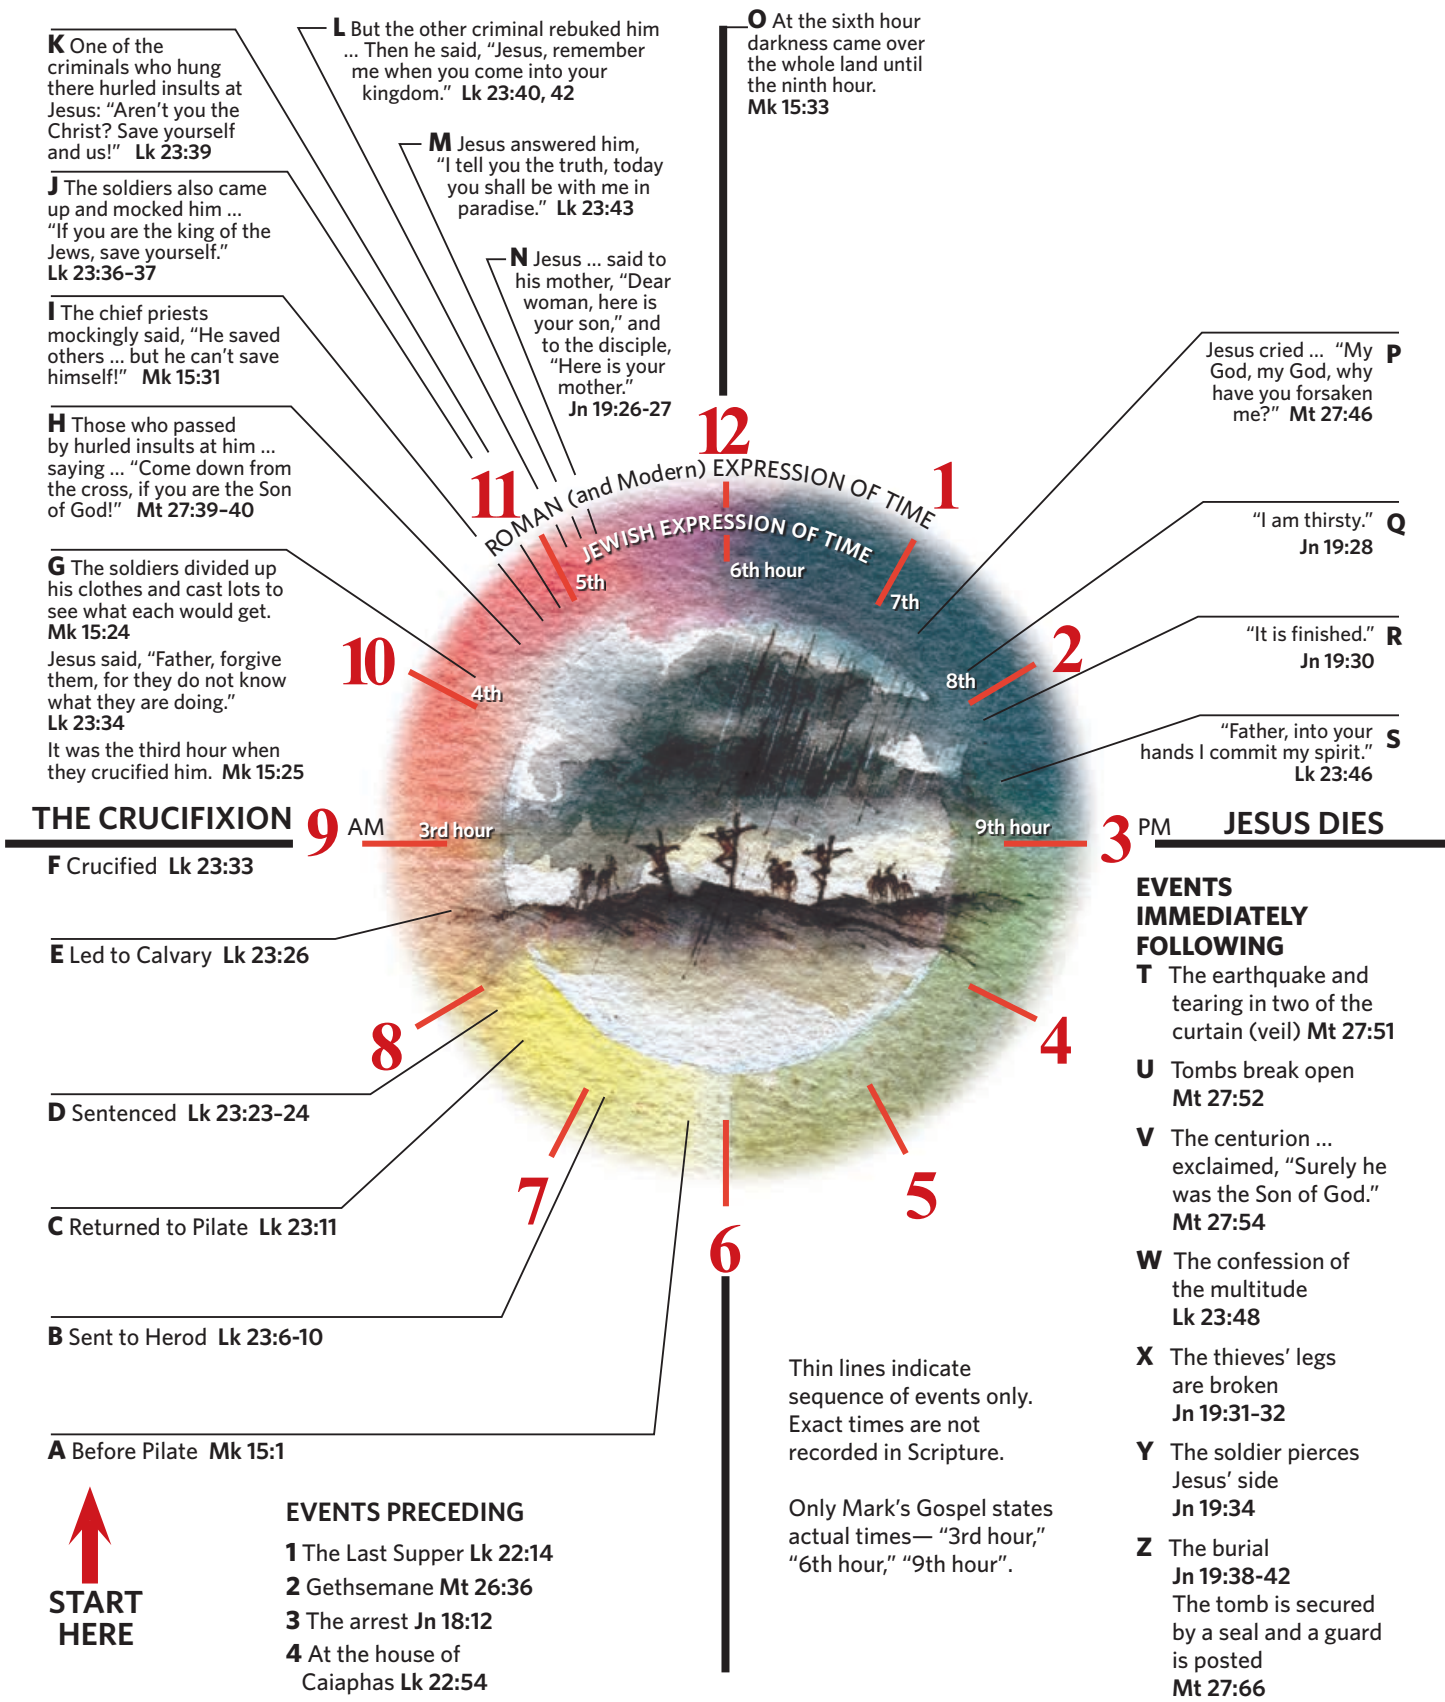 K One of the
criminals who hung
there hurled insults at
Jesus: “Aren’t you the
Christ? Save yourself
and us!” Lk 23:39
J The soldiers also came
up and mocked him ...
“If you are the king of the
Jews, save yourself.”
Lk 23:36–37
I The chief priests
mockingly said, “He saved
others ... but he can’t save
himself!” Mk 15:31
H Those who passed
by hurled insults at him ...
saying ... “Come down from
the cross, if you are the Son
of God!” Mt 27:39–40
G The soldiers divided up
his clothes and cast lots to
see what each would get.
Mk 15:24
Jesus said, “Father, forgive
them, for they do not know
what they are doing.”
Lk 23:34
It was the third hour when
they crucified him. Mk 15:25
L But the other criminal rebuked him
... Then he said, “Jesus, remember
me when you come into your
kingdom.” Lk 23:40, 42
M Jesus answered him,
“I tell you the truth, today
you shall be with me in
paradise.” Lk 23:43
N Jesus ... said to
his mother, “Dear
woman, here is
your son,” and
to the disciple,
“Here is your
mother.”
Jn 19:26-27
O At the sixth hour
darkness came over
the whole land until
the ninth hour.
Mk 15:33
Jesus cried ... “My P
God, my God, why
have you forsaken
me?” Mt 27:46
“I am thirsty.” Q
Jn 19:28
“It is finished.” R
Jn 19:30
“Father, into your S
hands I commit my spirit.”
Lk 23:46
12
11
1
10
2
ROMAN (and Modern) EXPRESSION OF TIME
JEWISH EXPRESSION OF TIME
5th
6th hour
7th
4th
8th
THE CRUCIFIXION
9 AM
3rd hour
9th hour
3 PM
JESUS DIES
8
4
7
5
6
F Crucified Lk 23:33
E Led to Calvary Lk 23:26
D Sentenced Lk 23:23–24
C Returned to Pilate Lk 23:11
B Sent to Herod Lk 23:6-10
A Before Pilate Mk 15:1
START
HERE
EVENTS PRECEDING
1 The Last Supper Lk 22:14
2 Gethsemane Mt 26:36
3 The arrest Jn 18:12
4 At the house of
Caiaphas Lk 22:54
Thin lines indicate
sequence of events only.
Exact times are not
recorded in Scripture.
Only Mark’s Gospel states
actual times— “3rd hour,”
“6th hour,” “9th hour”.
EVENTS
IMMEDIATELY
FOLLOWING
T The earthquake and
tearing in two of the
curtain (veil) Mt 27:51
U Tombs break open
Mt 27:52
V The centurion ...
exclaimed, “Surely he
was the Son of God.”
Mt 27:54
W The confession of
the multitude
Lk 23:48
X The thieves’ legs
are broken
Jn 19:31–32
Y The soldier pierces
Jesus’ side
Jn 19:34
Z The burial
Jn 19:38-42
The tomb is secured
by a seal and a guard
is posted
Mt 27:66